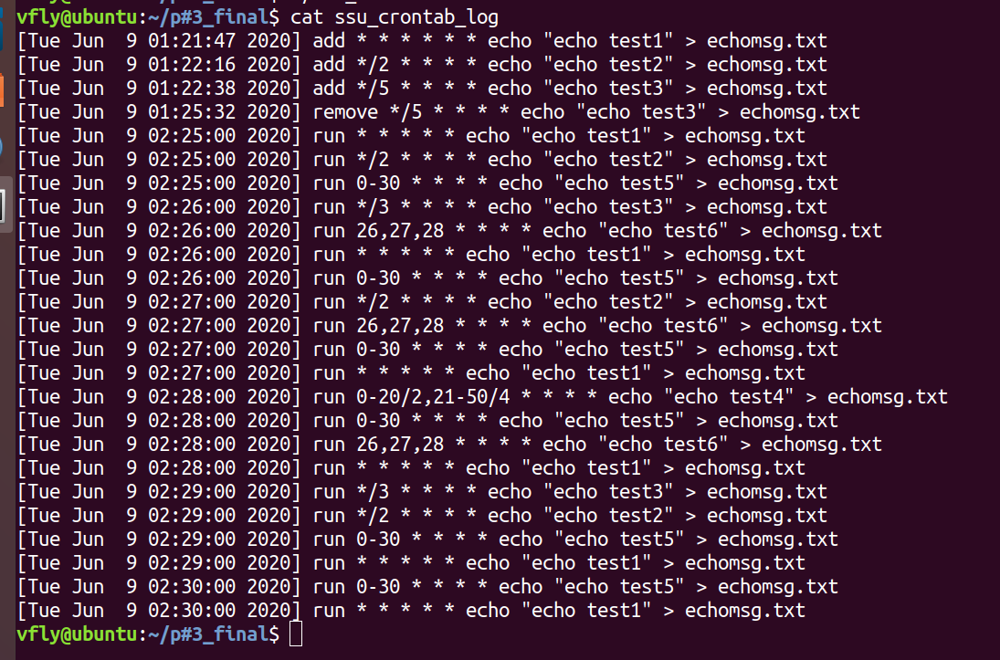 vfly@ubuntu:~/p#3_final$ cat ssu_crontab_log
[Tue Jun  9 01:21:47 2020] add * * * * * * echo "echo test1" > echomsg.txt
[Tue Jun  9 01:22:16 2020] add */2 * * * * echo "echo test2" > echomsg.txt
[Tue Jun  9 01:22:38 2020] add */5 * * * * echo "echo test3" > echomsg.txt
[Tue Jun  9 01:25:32 2020] remove */5 * * * * echo "echo test3" > echomsg.txt
[Tue Jun  9 02:25:00 2020] run * * * * * echo "echo test1" > echomsg.txt
[Tue Jun  9 02:25:00 2020] run */2 * * * * echo "echo test2" > echomsg.txt
[Tue Jun  9 02:25:00 2020] run 0-30 * * * * echo "echo test5" > echomsg.txt
[Tue Jun  9 02:26:00 2020] run */3 * * * * echo "echo test3" > echomsg.txt
[Tue Jun  9 02:26:00 2020] run 26,27,28 * * * * echo "echo test6" > echomsg.txt
[Tue Jun  9 02:26:00 2020] run * * * * * echo "echo test1" > echomsg.txt
[Tue Jun  9 02:26:00 2020] run 0-30 * * * * echo "echo test5" > echomsg.txt
[Tue Jun  9 02:27:00 2020] run */2 * * * * echo "echo test2" > echomsg.txt
[Tue Jun  9 02:27:00 2020] run 26,27,28 * * * * echo "echo test6" > echomsg.txt
[Tue Jun  9 02:27:00 2020] run 0-30 * * * * echo "echo test5" > echomsg.txt
[Tue Jun  9 02:27:00 2020] run * * * * * echo "echo test1" > echomsg.txt
[Tue Jun  9 02:28:00 2020] run 0-20/2,21-50/4 * * * * echo "echo test4" > echomsg.txt
[Tue Jun  9 02:28:00 2020] run 0-30 * * * * echo "echo test5" > echomsg.txt
[Tue Jun  9 02:28:00 2020] run 26,27,28 * * * * echo "echo test6" > echomsg.txt
[Tue Jun  9 02:28:00 2020] run * * * * * echo "echo test1" > echomsg.txt
[Tue Jun  9 02:29:00 2020] run */3 * * * * echo "echo test3" > echomsg.txt
[Tue Jun  9 02:29:00 2020] run */2 * * * * echo "echo test2" > echomsg.txt
[Tue Jun  9 02:29:00 2020] run 0-30 * * * * echo "echo test5" > echomsg.txt
[Tue Jun  9 02:29:00 2020] run * * * * * echo "echo test1" > echomsg.txt
[Tue Jun  9 02:30:00 2020] run 0-30 * * * * echo "echo test5" > echomsg.txt
[Tue Jun  9 02:30:00 2020] run * * * * * echo "echo test1" > echomsg.txt
vfly@ubuntu:~/p#3_final$